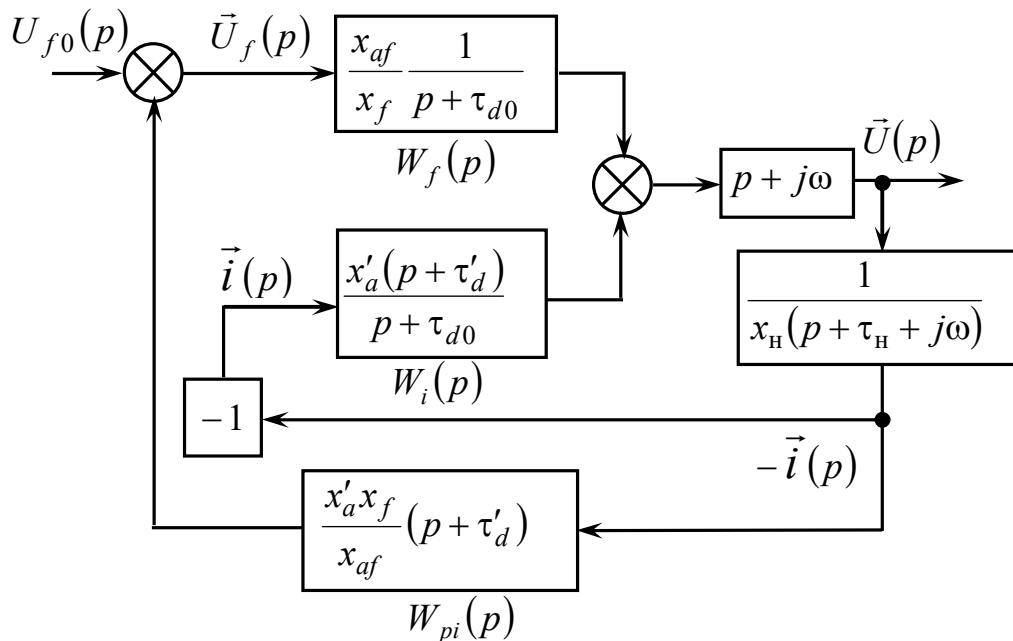 U_{f0}(p)
\vec{U}_f(p)
\frac{x_{af}}{x_f} \frac{1}{p + τ_{d0}}
W_f(p)
p + jω
\vec{U}(p)
\vec{i}(p)
\frac{x'_a(p + τ'_d)}{p + τ_{d0}}
W_i(p)
\frac{1}{x_н(p + τ_н + jω)}
−1
−\vec{i}(p)
\frac{x'_a x_f}{x_{af}}(p + τ'_d)
W_{pi}(p)